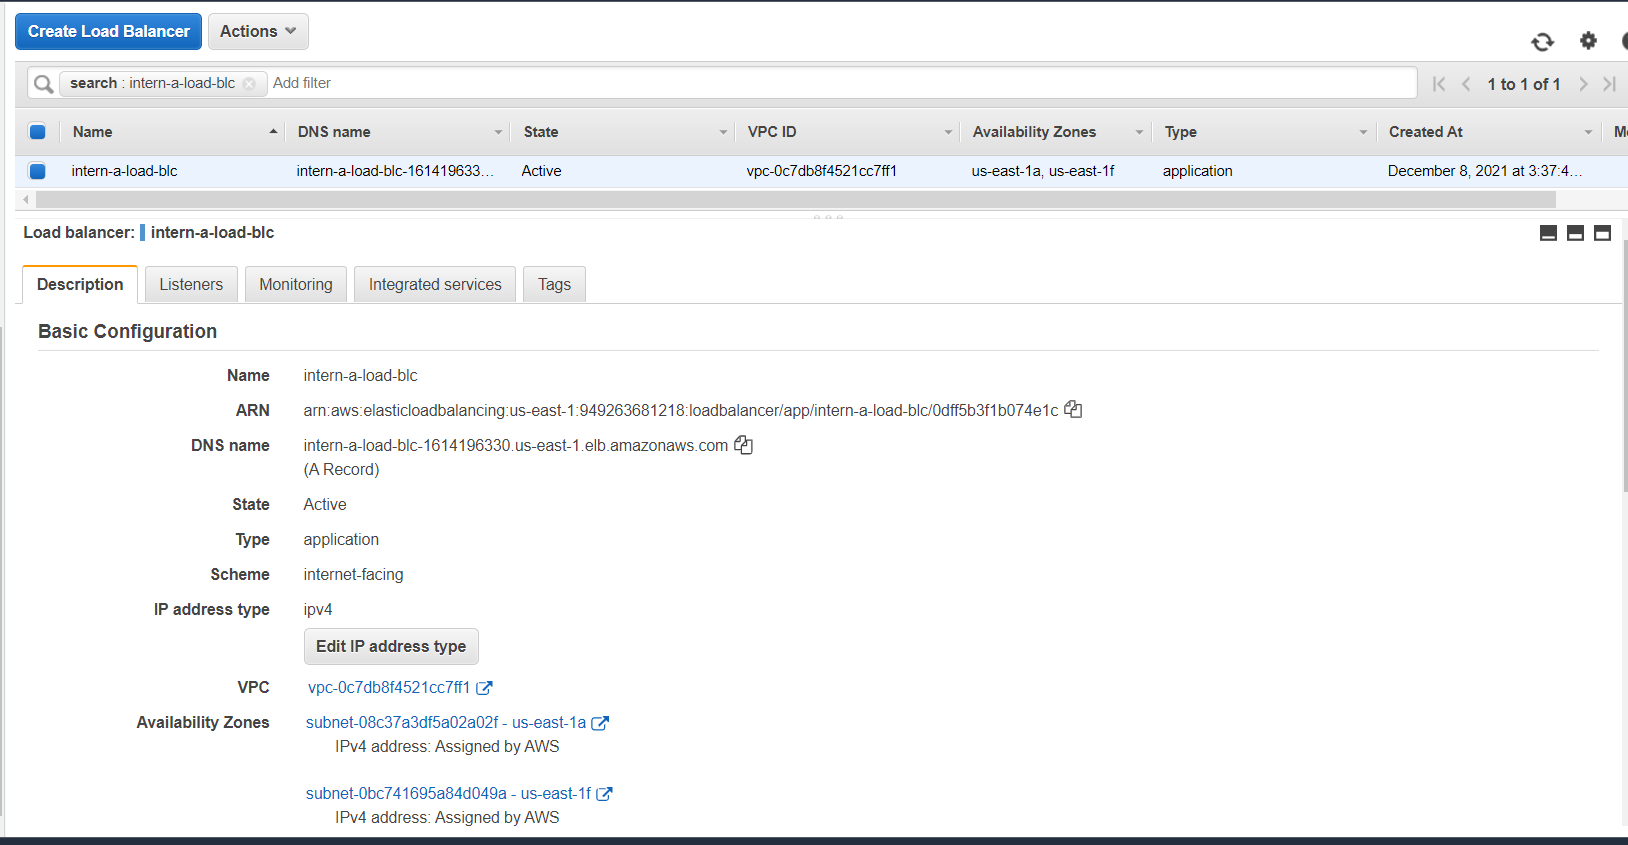 Create Load Balancer Actions
search : intern-a-load-blc Add filter 1 to 1 of 1
Name DNS name State VPC ID Availability Zones Type Created At
intern-a-load-blc intern-a-load-blc-161419633... Active vpc-0c7db8f4521cc7ff1 us-east-1a, us-east-1f application December 8, 2021 at 3:37:4...
Load balancer: intern-a-load-blc
Description Listeners Monitoring Integrated services Tags
Basic Configuration
Name intern-a-load-blc
ARN arn:aws:elasticloadbalancing:us-east-1:949263681218:loadbalancer/app/intern-a-load-blc/0dff5b3f1b074e1c
DNS name intern-a-load-blc-1614196330.us-east-1.elb.amazonaws.com
(A Record)
State Active
Type application
Scheme internet-facing
IP address type ipv4
Edit IP address type
VPC vpc-0c7db8f4521cc7ff1
Availability Zones subnet-08c37a3df5a02a02f - us-east-1a
IPv4 address: Assigned by AWS
subnet-0bc741695a84d049a - us-east-1f
IPv4 address: Assigned by AWS